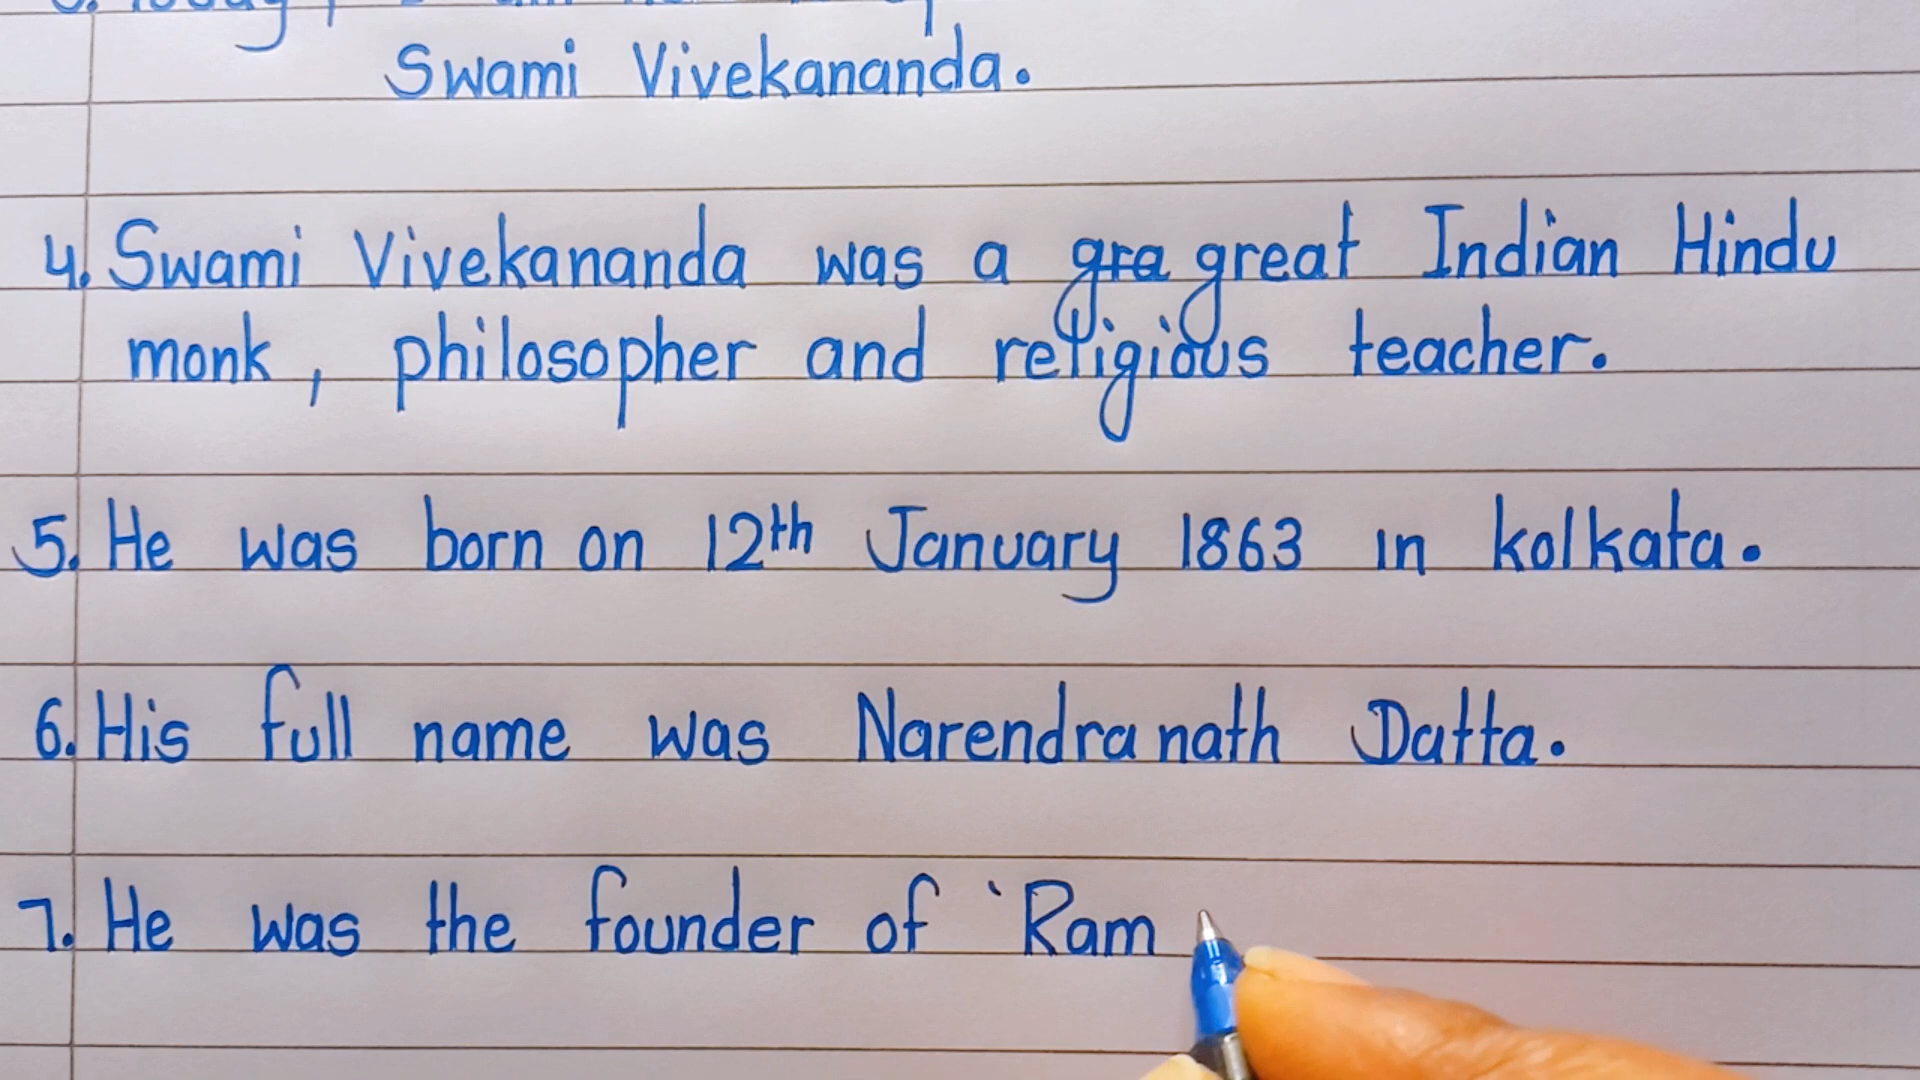 Swami Vivekananda.
4. Swami Vivekananda was a gra great Indian Hindu
monk, philosopher and religious teacher.
5. He was born on 12th January 1863 in kolkata.
6. His full name was Narendra nath Datta.
7. He was the founder of 'Ram